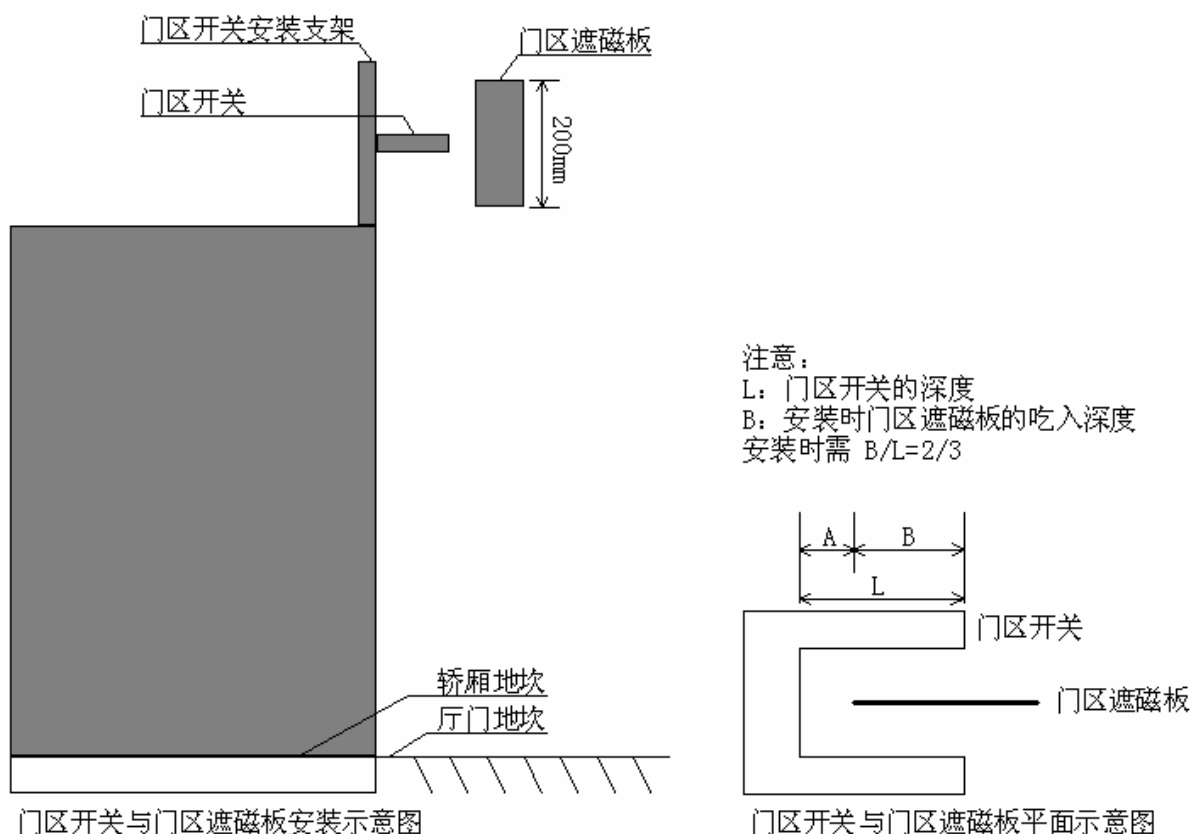 门区开关安装支架
门区遮磁板
门区开关
200mm
注意:
L: 门区开关的深度
B: 安装时门区遮磁板的吃入深度
安装时需 B/L=2/3
A
B
L
门区开关
门区遮磁板
轿厢地坎
厅门地坎
门区开关与门区遮磁板安装示意图
门区开关与门区遮磁板平面示意图